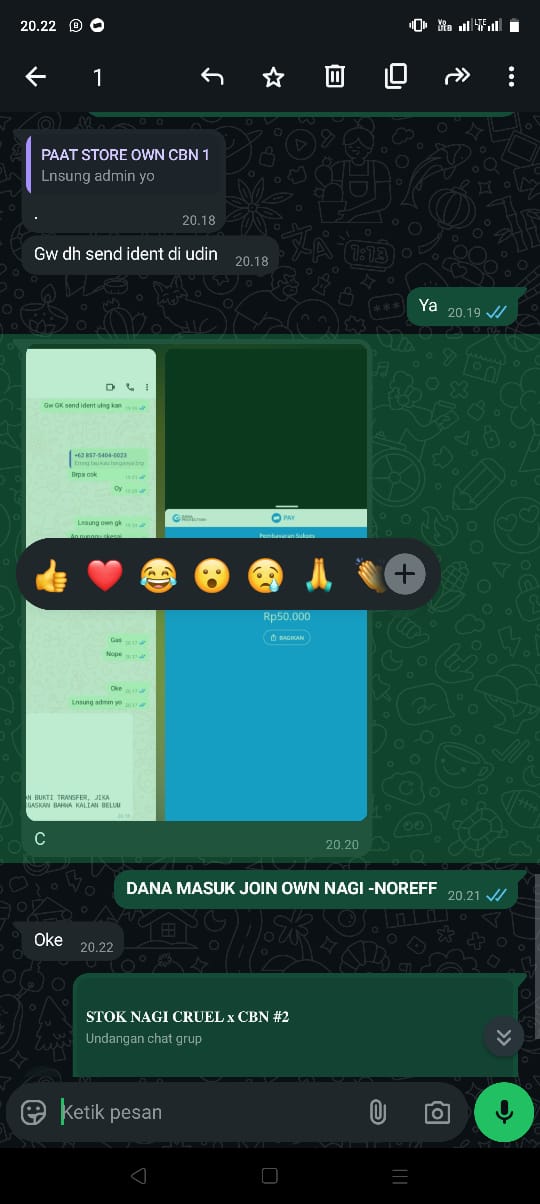 20.22
VoLTE
LTE
1
PAAT STORE OWN CBN 1
Lnsung admin yo
.
20.18
Gw dh send ident di udin
20.18
Ya
20.19
Gw GK send ident uing kan
+62 857-5404-0023
Brpa cok
Oy
Lnsung own gk
PAY
Pembayaran Sukses
Rp50.000
BAGIKAN
Gas
Nope
Oke
Lnsung admin yo
N BUKTI TRANSFER, JIKA
GASKAN BAHWA KALIAN BELUM
C
20.20
DANA MASUK JOIN OWN NAGI -NOREFF
20.21
Oke
20.22
STOK NAGI CRUEL x CBN #2
Undangan chat grup
Ketik pesan